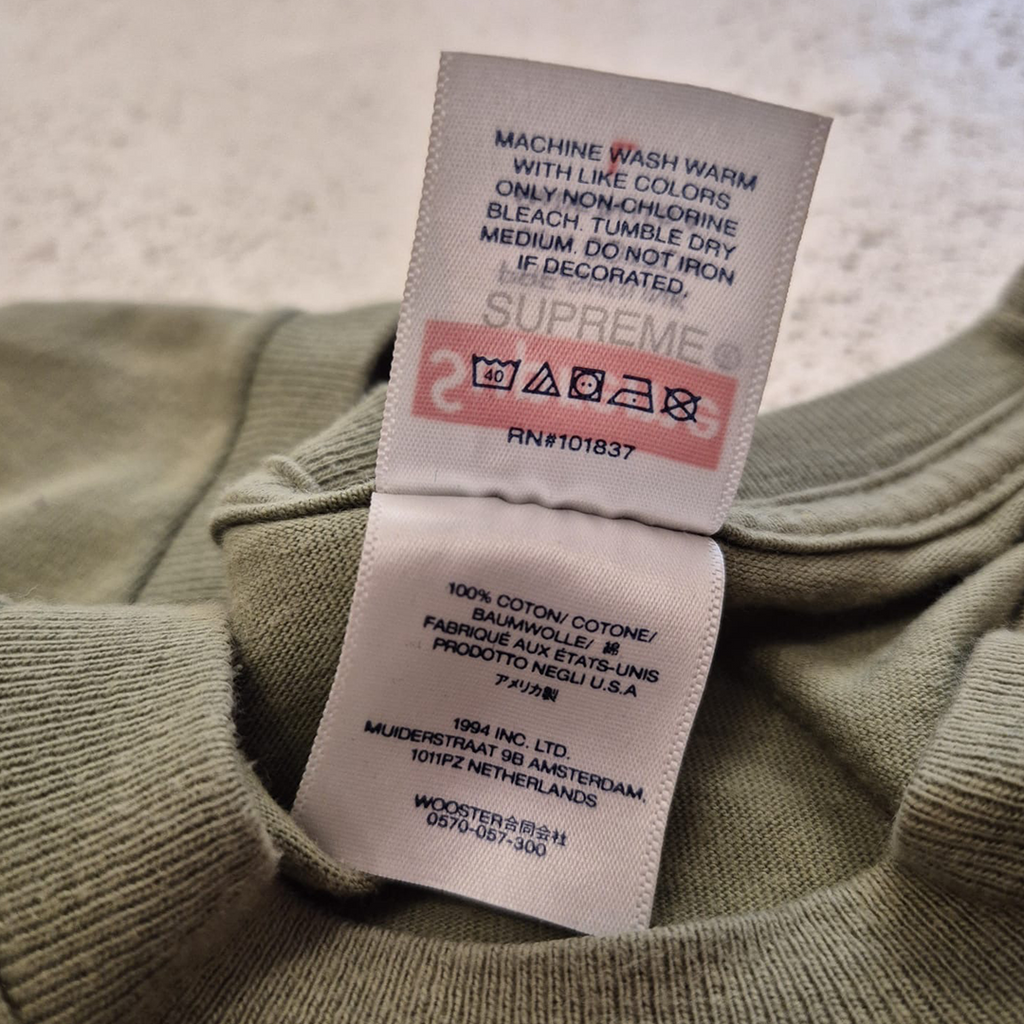 MACHINE WASH WARM
WITH LIKE COLORS
ONLY NON-CHLORINE
BLEACH. TUMBLE DRY
MEDIUM. DO NOT IRON
IF DECORATED.
SUPREME ®
40
RN#101837
100% COTON/ COTONE/
BAUMWOLLE/ 綿
FABRIQUÉ AUX ÉTATS-UNIS
PRODOTTO NEGLI U.S.A
アメリカ製
1994 INC. LTD.
MUIDERSTRAAT 9B AMSTERDAM,
1011PZ NETHERLANDS
WOOSTER合同会社
0570-057-300